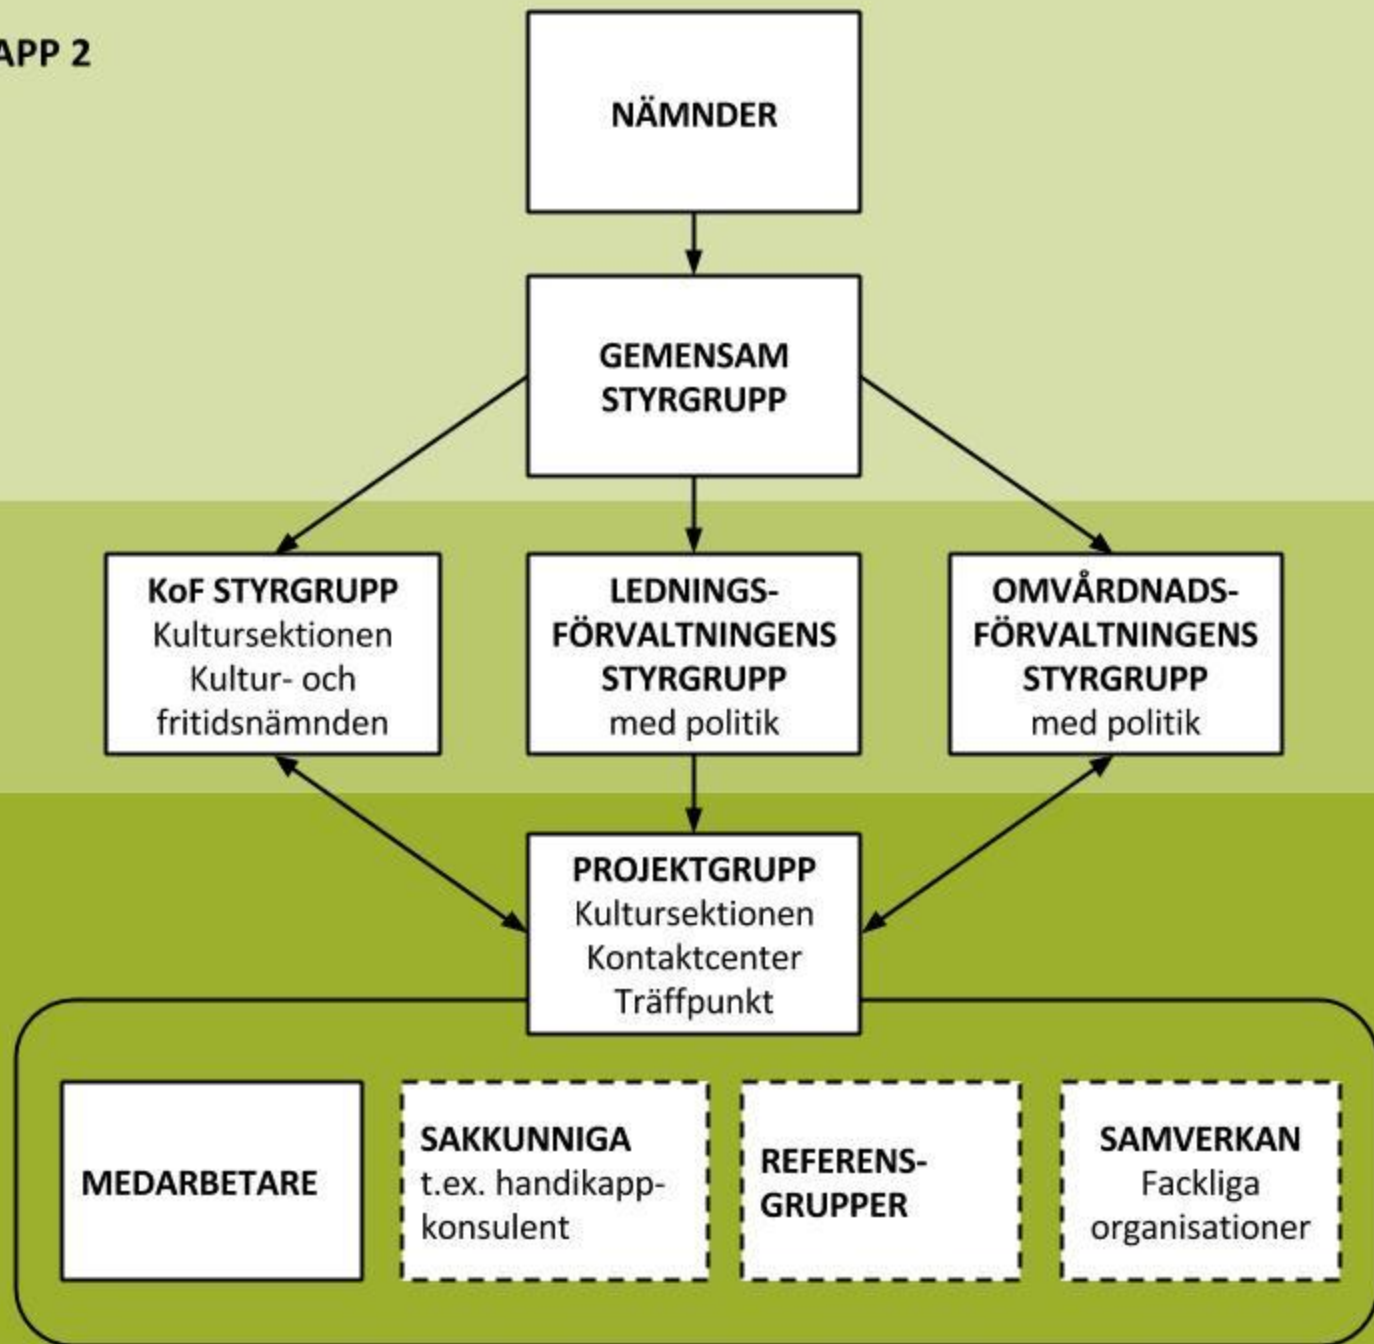 APP 2
NÄMNDER
GEMENSAM
STYRGRUPP
KoF STYRGRUPP
Kultursektionen
Kultur- och
fritidsnämnden
LEDNINGS-
FÖRVALTNINGENS
STYRGRUPP
med politik
OMVÅRDNADS-
FÖRVALTNINGENS
STYRGRUPP
med politik
PROJEKTGRUPP
Kultursektionen
Kontaktcenter
Träffpunkt
MEDARBETARE
SAKKUNNIGA
t.ex. handikapp-
konsulent
REFERENS-
GRUPPER
SAMVERKAN
Fackliga
organisationer